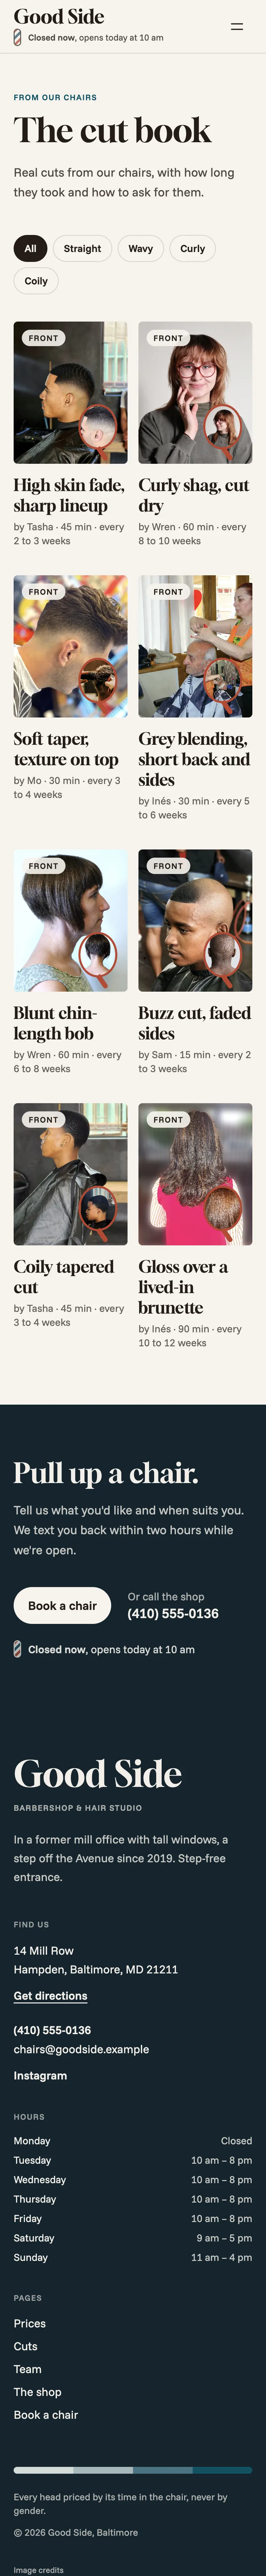 Good Side
Closed now, opens today at 10 am
FROM OUR CHAIRS
The cut book
Real cuts from our chairs, with how long
they took and how to ask for them.
All
Straight
Wavy
Curly
Coily
FRONT
FRONT
High skin fade,
sharp lineup
by Tasha · 45 min · every
2 to 3 weeks
Curly shag, cut
dry
by Wren · 60 min · every
8 to 10 weeks
FRONT
FRONT
Soft taper,
texture on top
by Mo · 30 min · every 3
to 4 weeks
Grey blending,
short back and
sides
by Inés · 30 min · every 5
to 6 weeks
FRONT
FRONT
Blunt chin-
length bob
by Wren · 60 min · every
6 to 8 weeks
Buzz cut, faded
sides
by Sam · 15 min · every 2
to 3 weeks
FRONT
FRONT
Coily tapered
cut
by Tasha · 45 min · every
3 to 4 weeks
Gloss over a
lived-in
brunette
by Inés · 90 min · every
10 to 12 weeks
Pull up a chair.
Tell us what you'd like and when suits you.
We text you back within two hours while
we're open.
Book a chair
Or call the shop
(410) 555-0136
Closed now, opens today at 10 am
Good Side
BARBERSHOP & HAIR STUDIO
In a former mill office with tall windows, a
step off the Avenue since 2019. Step-free
entrance.
FIND US
14 Mill Row
Hampden, Baltimore, MD 21211
Get directions
(410) 555-0136
chairs@goodside.example
Instagram
HOURS
Monday Closed
Tuesday 10 am – 8 pm
Wednesday 10 am – 8 pm
Thursday 10 am – 8 pm
Friday 10 am – 8 pm
Saturday 9 am – 5 pm
Sunday 11 am – 4 pm
PAGES
Prices
Cuts
Team
The shop
Book a chair
Every head priced by its time in the chair, never by
gender.
© 2026 Good Side, Baltimore
Image credits